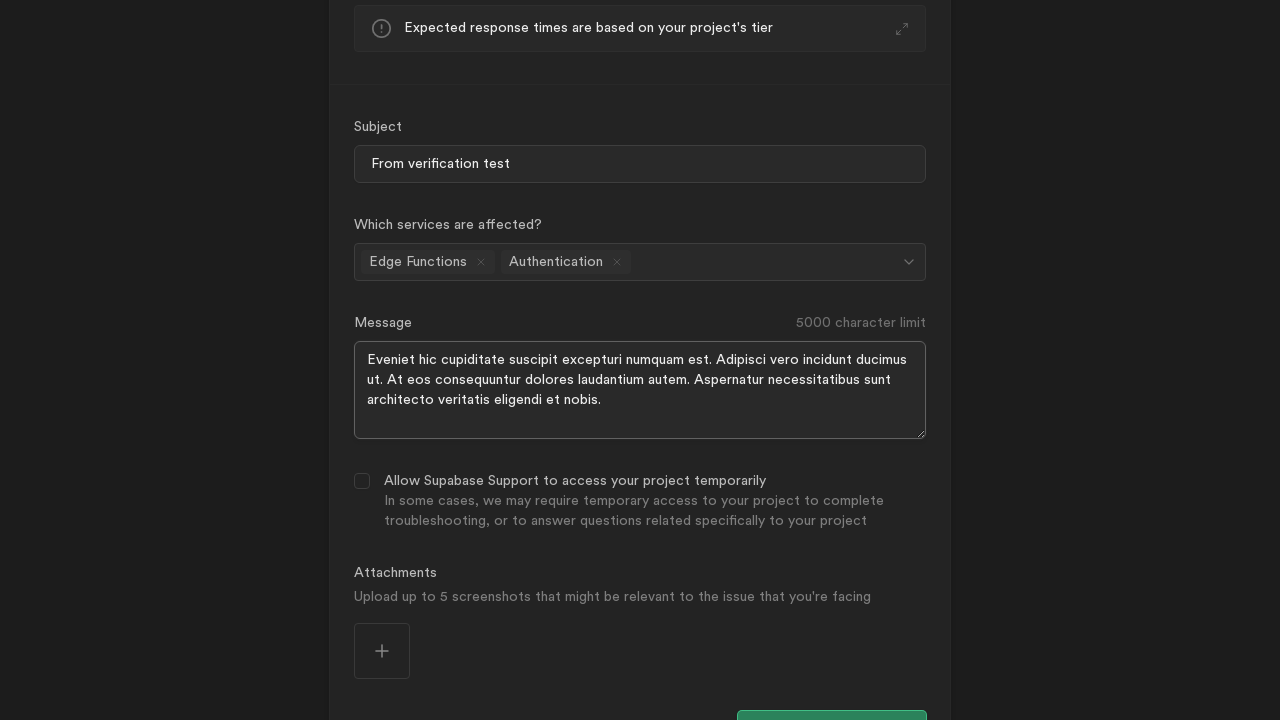 Expected response times are based on your project's tier
Subject
From verification test
Which services are affected?
Edge Functions
Authentication
Message
5000 character limit
Eveniet hic cupiditate suscipit excepturi numquam est. Adipisci vero incidunt ducimus
ut. At eos consequuntur dolores laudantium autem. Aspernatur necessitatibus sunt
architecto veritatis eligendi et nobis.
Allow Supabase Support to access your project temporarily
In some cases, we may require temporary access to your project to complete
troubleshooting, or to answer questions related specifically to your project
Attachments
Upload up to 5 screenshots that might be relevant to the issue that you're facing